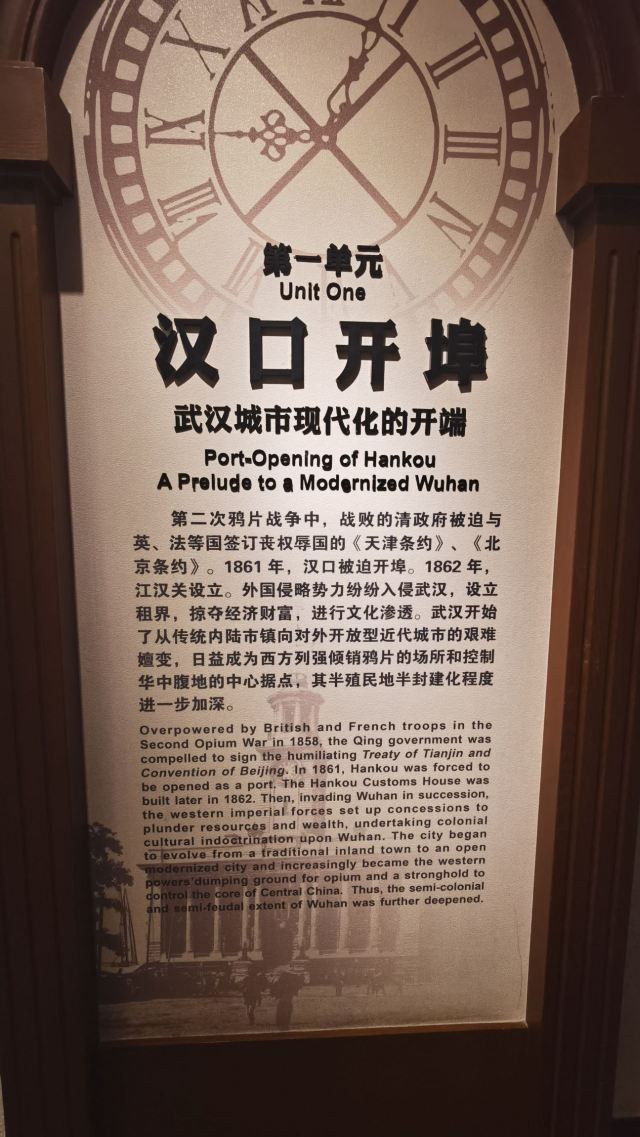 XI
XII
I
X
II
IX
III
VIII
IV
第一单元
Unit One
汉口开埠
武汉城市现代化的开端
Port-Opening of Hankou
A Prelude to a Modernized Wuhan
第二次鸦片战争中，战败的清政府被迫与
英、法等国签订丧权辱国的《天津条约》、《北
京条约》。1861年，汉口被迫开埠。1862年，
江汉关设立。外国侵略势力纷纷入侵武汉，设立
租界，掠夺经济财富，进行文化渗透。武汉开始
了从传统内陆市镇向对外开放型近代城市的艰难
嬗变，日益成为西方列强倾销鸦片的场所和控制
华中腹地的中心据点，其半殖民地半封建化程度
进一步加深。
Overpowered by British and French troops in the
Second Opium War in 1858, the Qing government was
compelled to sign the humiliating Treaty of Tianjin and
Convention of Beijing. In 1861, Hankou was forced to
be opened as a port. The Hankou Customs House was
built later in 1862. Then, invading Wuhan in succession,
the western imperial forces set up concessions to
plunder resources and wealth, undertaking colonial
cultural indoctrination upon Wuhan. The city began
to evolve from a traditional inland town to an open
modernized city and increasingly became the western
powers'dumping ground for opium and a stronghold to
control the core of Central China. Thus, the semi-colonial
and semi-feudal extent of Wuhan was further deepened.